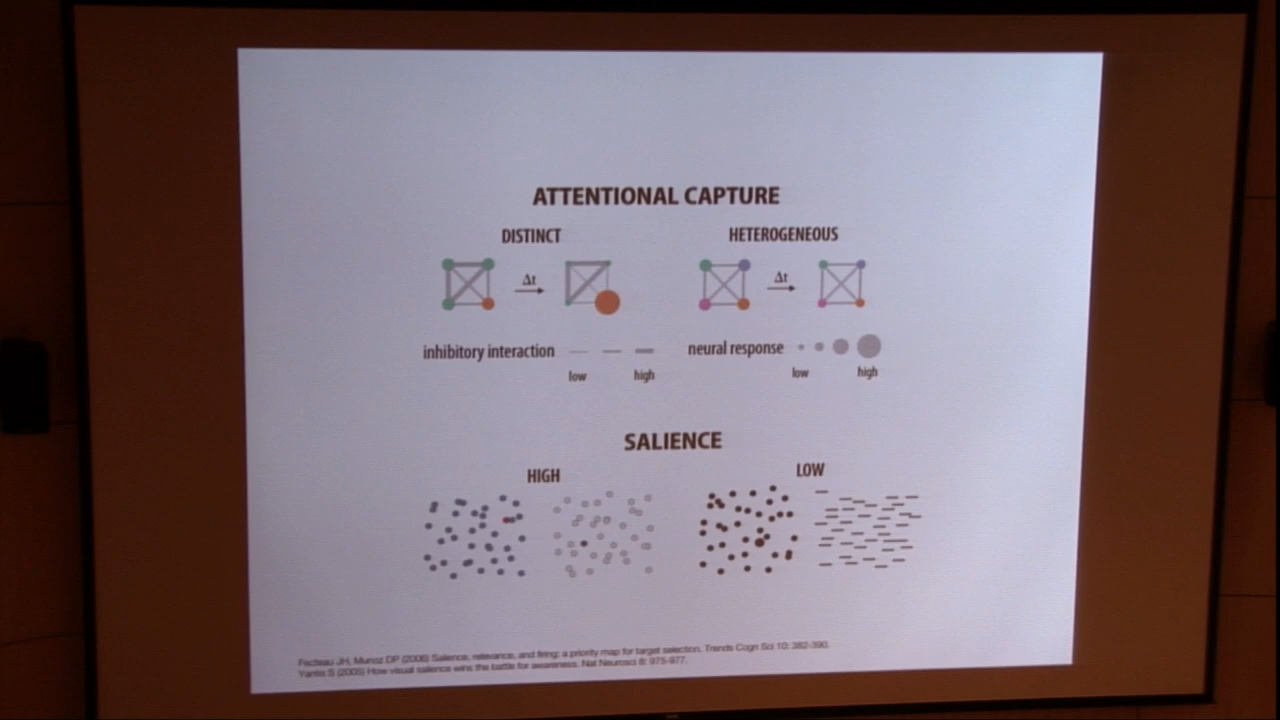 ATTENTIONAL CAPTURE
DISTINCT HETEROGENEOUS
Δt Δt
inhibitory interaction neural response
low high low high
SALIENCE
HIGH LOW
Fecteau JH, Munoz DP (2006) Salience, relevance, and firing: a priority map for target selection. Trends Cogn Sci 10: 382-390.
Yantis S (2005) How visual salience wins the battle for awareness. Nat Neurosci 8: 975-977.